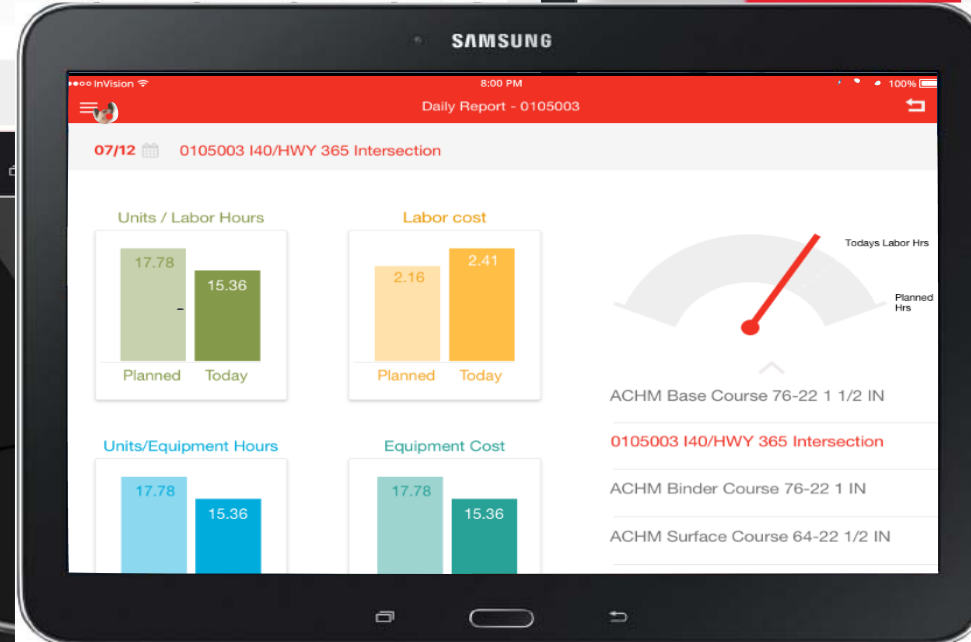 SAMSUNG
InVision
8:00 PM
100%
Daily Report - 0105003
07/12
0105003 I40/HWY 365 Intersection
Units / Labor Hours
17.78
15.36
Planned
Today
Labor cost
2.16
2.41
Planned
Today
Todays Labor Hrs
Planned
Hrs
Units/Equipment Hours
17.78
15.36
Equipment Cost
17.78
15.36
ACHM Base Course 76-22 1 1/2 IN
0105003 I40/HWY 365 Intersection
ACHM Binder Course 76-22 1 IN
ACHM Surface Course 64-22 1/2 IN